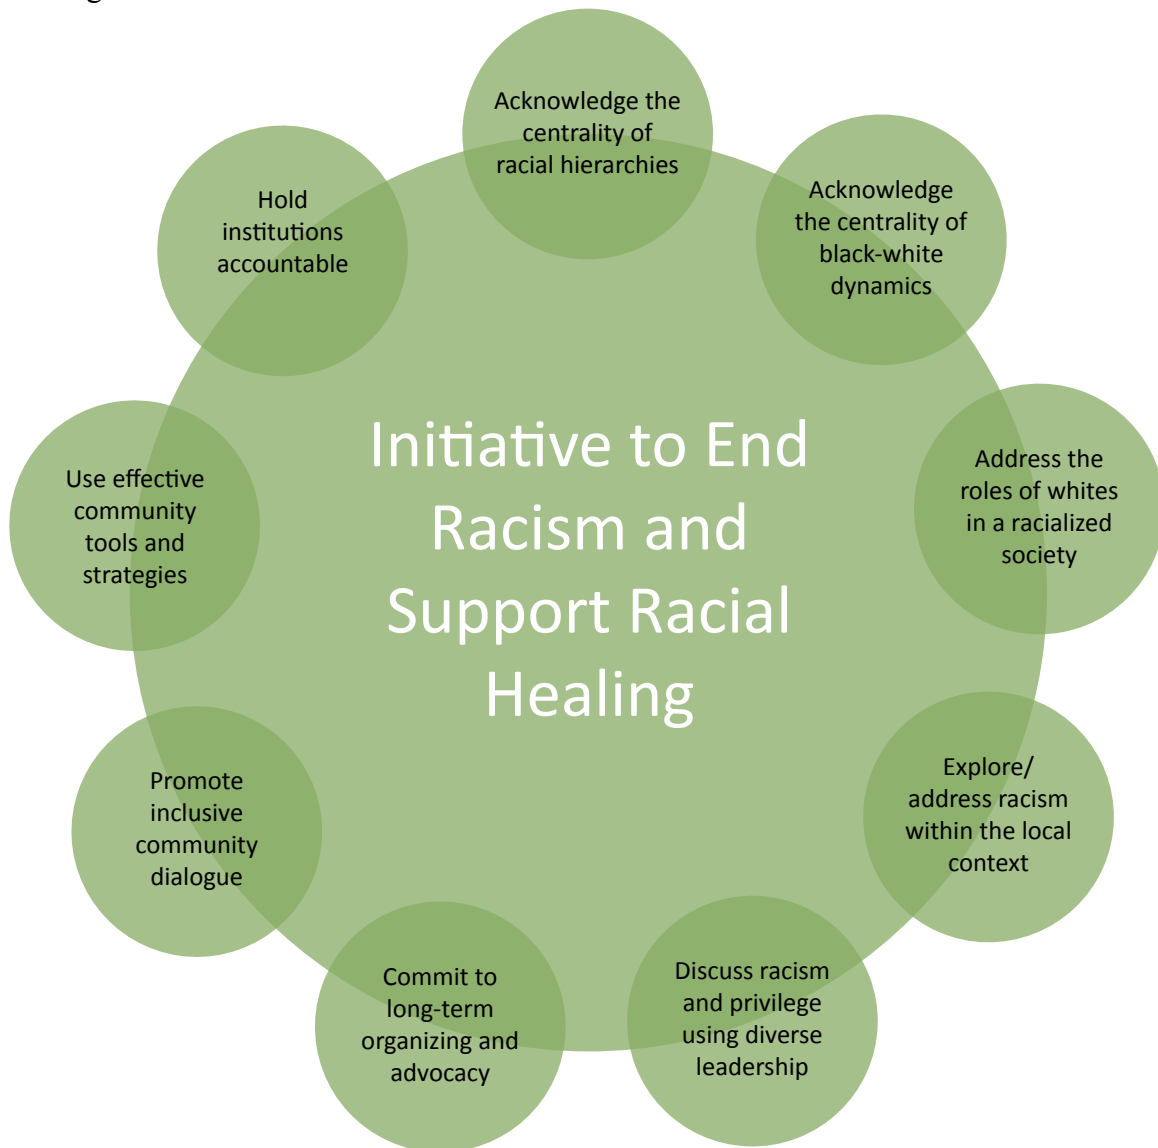 Acknowledge the
centrality of
racial hierarchies
Acknowledge
the centrality of
black-white
dynamics
Address the
roles of whites
in a racialized
society
Explore/
address racism
within the local
context
Discuss racism
and privilege
using diverse
leadership
Commit to
long-term
organizing and
advocacy
Promote
inclusive
community
dialogue
Use effective
community
tools and
strategies
Hold
institutions
accountable
Initiative to End
Racism and
Support Racial
Healing